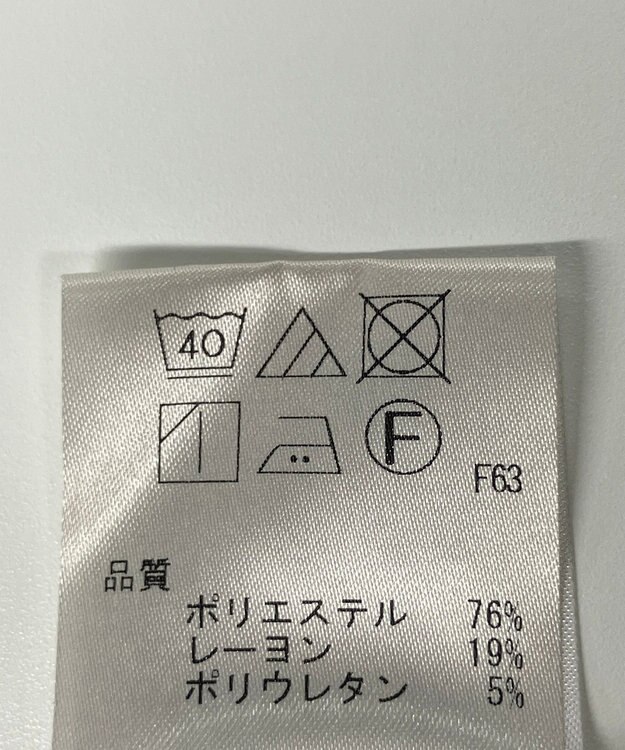 40
F
F63
品質
ポリエステル 76%
レーヨン 19%
ポリウレタン 5%